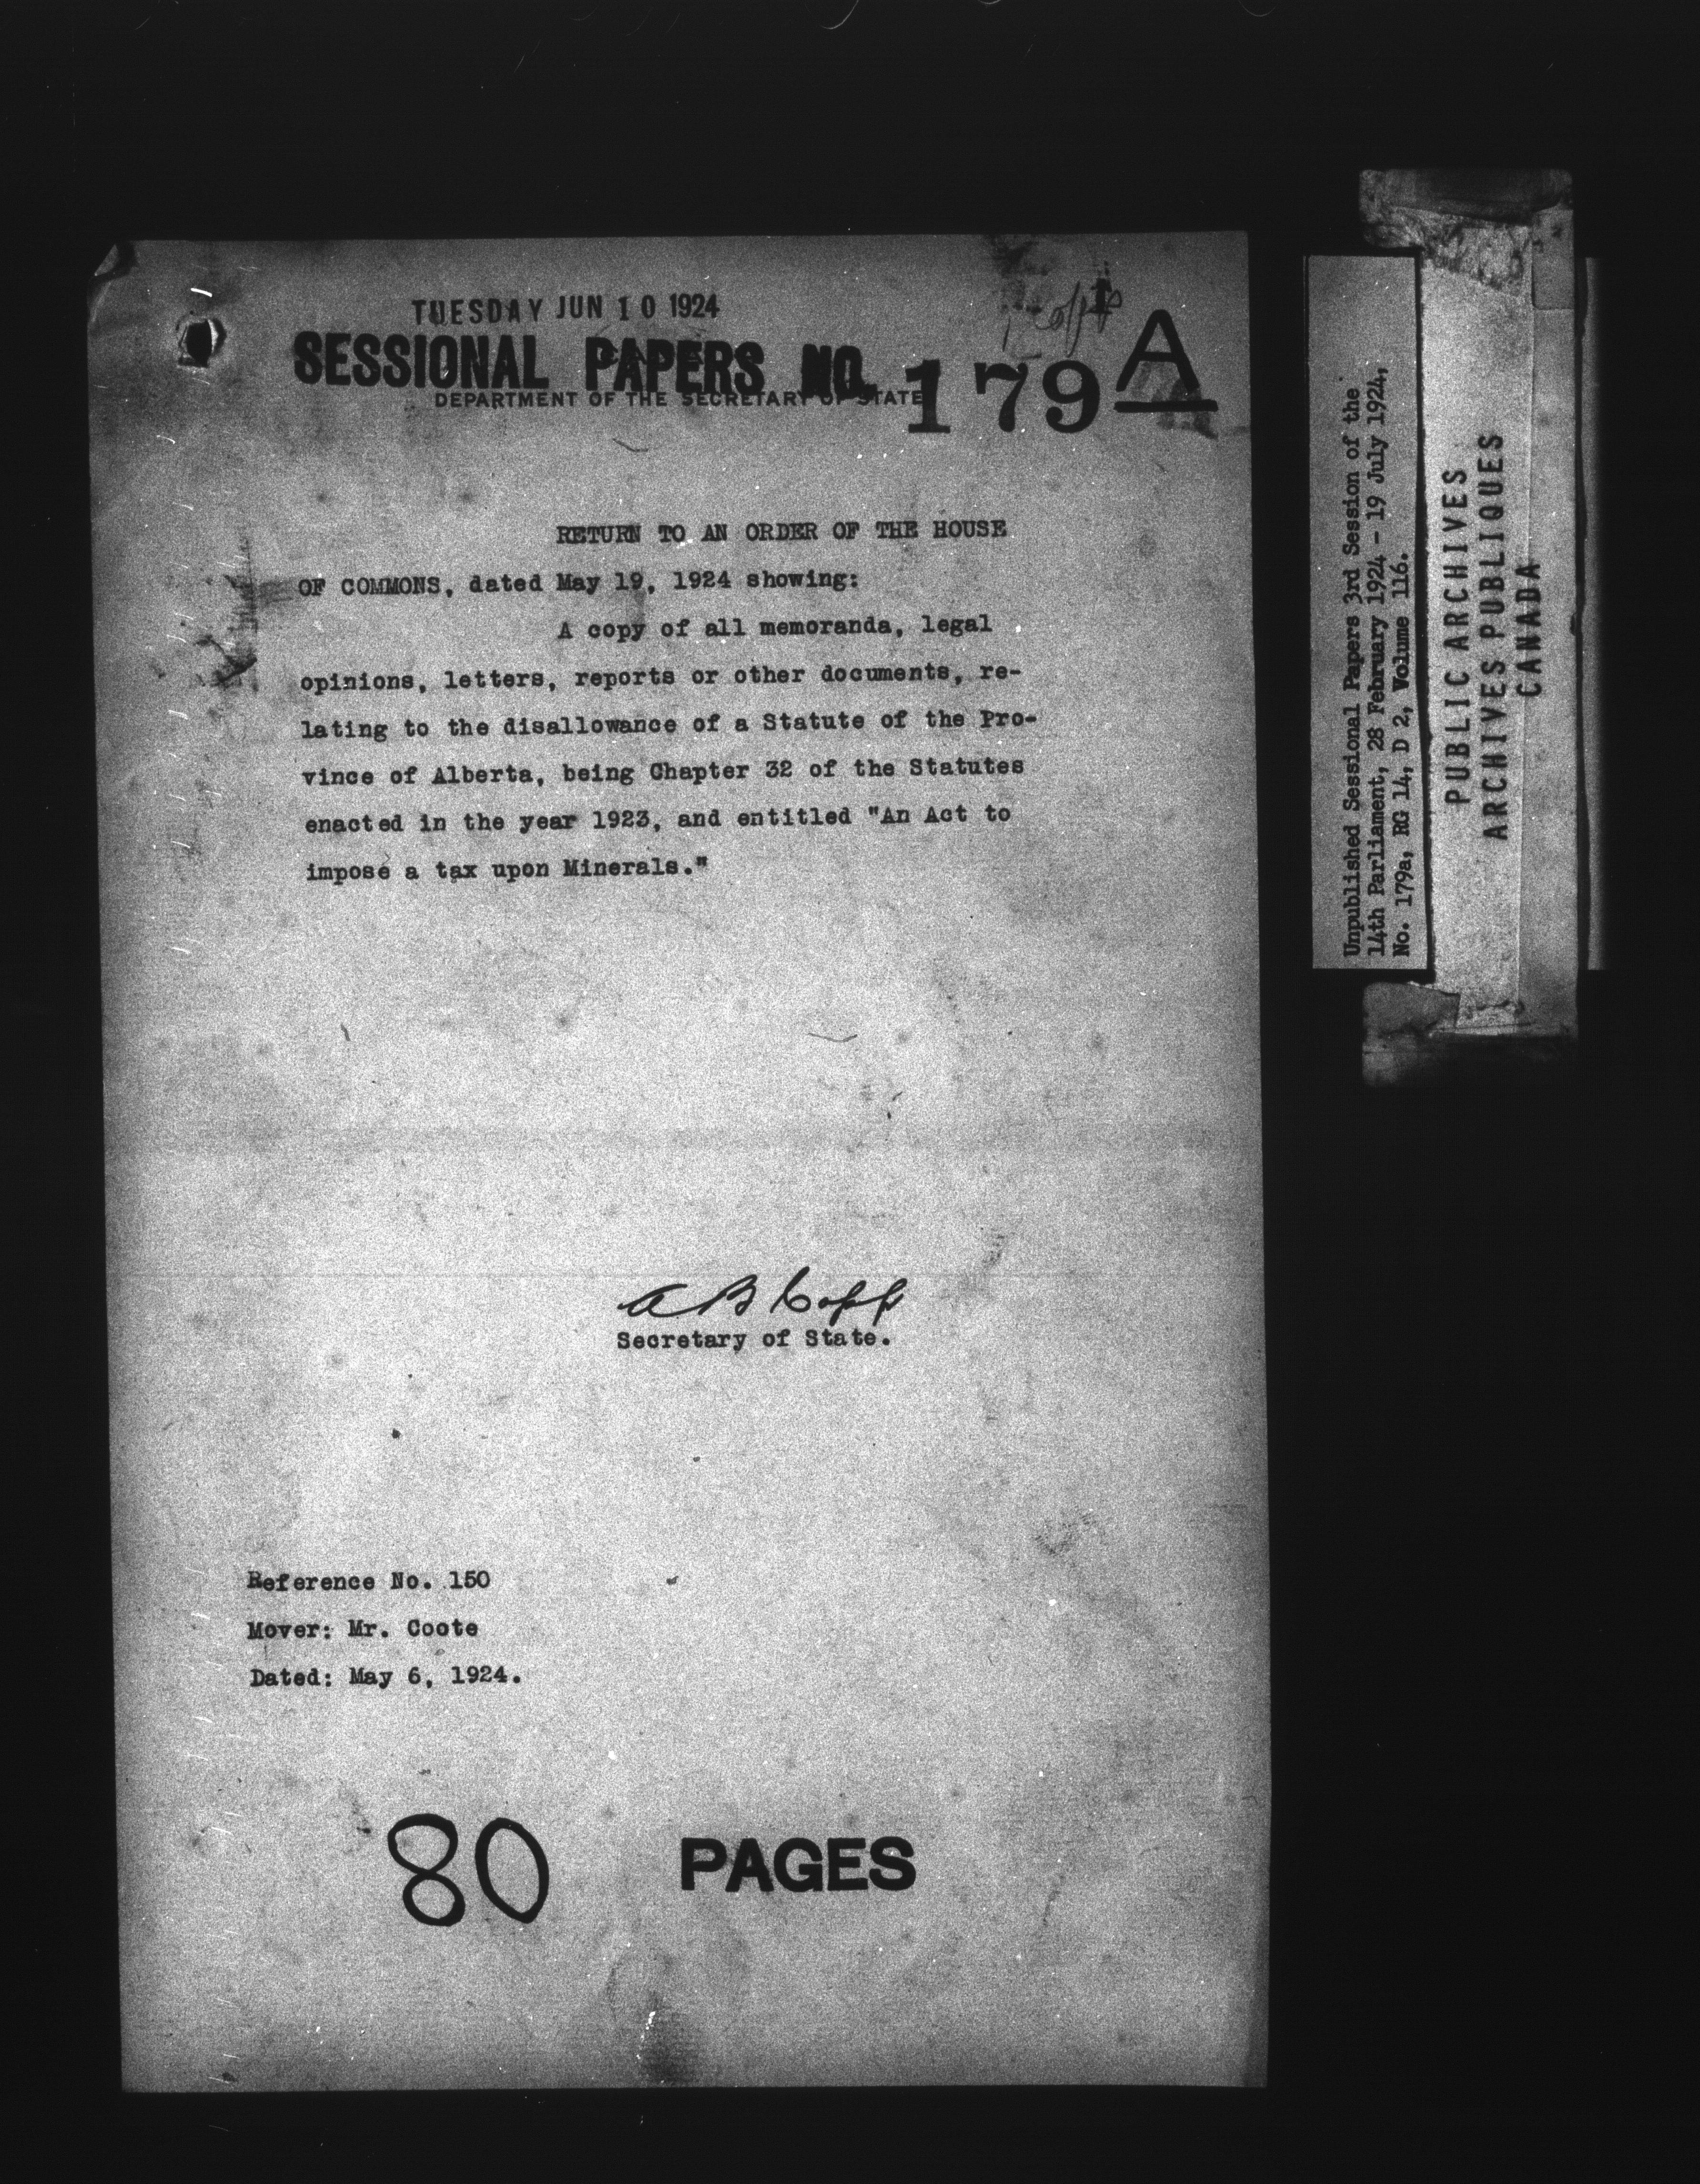 TUESDAY JUN 10 1924
Copp
SESSIONAL PAPERS NO. 179 A
DEPARTMENT OF THE SECRETARY OF STATE
RETURN TO AN ORDER OF THE HOUSE
OF COMMONS, dated May 19, 1924 showing:
A copy of all memoranda, legal
opinions, letters, reports or other documents, re-
lating to the disallowance of a Statute of the Pro-
vince of Alberta, being Chapter 32 of the Statutes
enacted in the year 1923, and entitled "An Act to
impose a tax upon Minerals."
A B Copp
Secretary of State.
Reference No. 150
Mover: Mr. Coote
Dated: May 6, 1924.
80 PAGES
Unpublished Sessional Papers 3rd Session of the
14th Parliament, 28 February 1924 - 19 July 1924,
No. 179a, RG 14, D 2, Volume 116.
PUBLIC ARCHIVES
ARCHIVES PUBLIQUES
CANADA